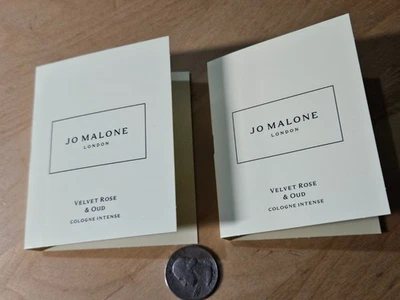 JO MALONE
LONDON
VELVET ROSE
& OUD
COLOGNE INTENSE
JO MALONE
LONDON
VELVET ROSE
& OUD
COLOGNE INTENSE